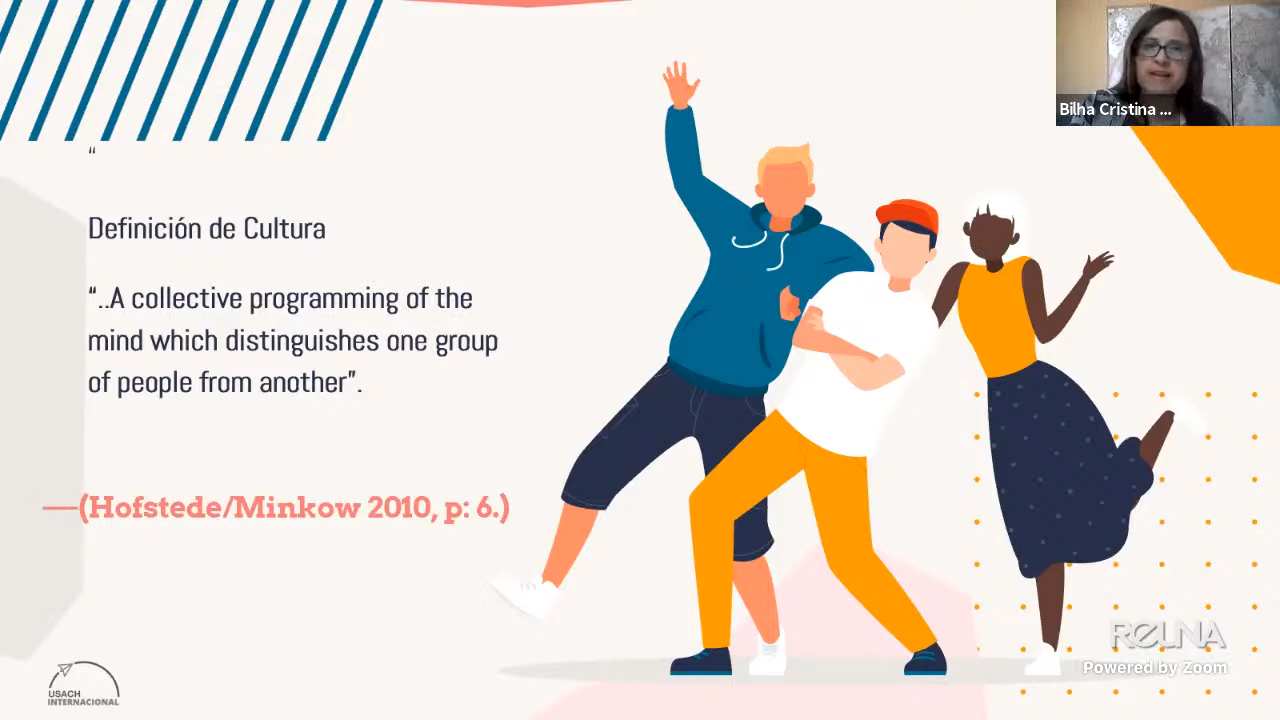 Bilha Cristina ...
“
Definición de Cultura
“..A collective programming of the
mind which distinguishes one group
of people from another”.
—(Hofstede/Minkow 2010, p: 6.)
REUNA
Powered by Zoom
USACH
INTERNACIONAL